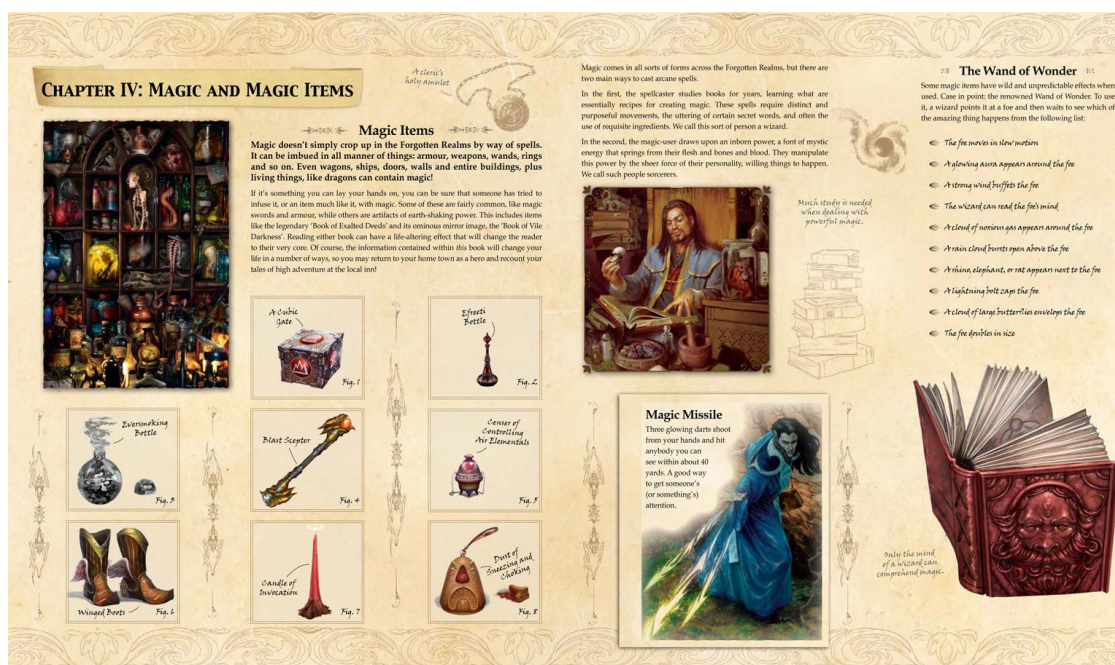 Chapter IV: Magic and Magic Items
A cleric's
holy amulet
Magic Items
Magic doesn't simply crop up in the Forgotten Realms by way of spells.
It can be imbued in all manner of things: armour, weapons, wands, rings
and so on. Even wagons, ships, doors, walls and entire buildings, plus
living things, like dragons can contain magic!
If it's something you can lay your hands on, you can be sure that someone has tried to
infuse it, or an item much like it, with magic. Some of these are fairly common, like magic
swords and armour, while others are artifacts of earth-shaking power. This includes items
like the legendary 'Book of Exalted Deeds' and its ominous mirror image, the 'Book of Vile
Darkness'. Reading either book can have a life-altering effect that will change the reader
to their very core. Of course, the information contained within this book will change your
life in a number of ways, so you may return to your home town as a hero and recount your
tales of high adventure at the local inn!
A Cubic
Gate
Fig. 1
Efreeti
Bottle
Fig. 2
Eversmoking
Bottle
Fig. 3
Blast Scepter
Fig. 4
Censer of
Controlling
Air Elementals
Fig. 5
Winged Boots
Fig. 6
Candle of
Invocation
Fig. 7
Dust of
Sneezing and
Choking
Fig. 8
Magic comes in all sorts of forms across the Forgotten Realms, but there are
two main ways to cast arcane spells.
In the first, the spellcaster studies books for years, learning what are
essentially recipes for creating magic. These spells require distinct and
purposeful movements, the uttering of certain secret words, and often the
use of requisite ingredients. We call this sort of person a wizard.
In the second, the magic-user draws upon an inborn power, a font of mystic
energy that springs from their flesh and bones and blood. They manipulate
this power by the sheer force of their personality, willing things to happen.
We call such people sorcerers.
Much study is needed
when dealing with
powerful magic.
Magic Missile
Three glowing darts shoot
from your hands and hit
anybody you can
see within about 40
yards. A good way
to get someone's
(or something's)
attention.
The Wand of Wonder
Some magic items have wild and unpredictable effects when
used. Case in point: the renowned Wand of Wonder. To use
it, a wizard points it at a foe and then waits to see which of
the amazing thing happens from the following list:
The foe moves in slow motion
A glowing aura appears around the foe
A strong wind buffets the foe
The wizard can read the foe's mind
A cloud of noxious gas appears around the foe
A rain cloud bursts open above the foe
A rhino, elephant, or rat appears next to the foe
A lightning bolt zaps the foe
A cloud of large butterflies envelops the foe
The foe doubles in size
Only the mind
of a wizard can
comprehend magic.